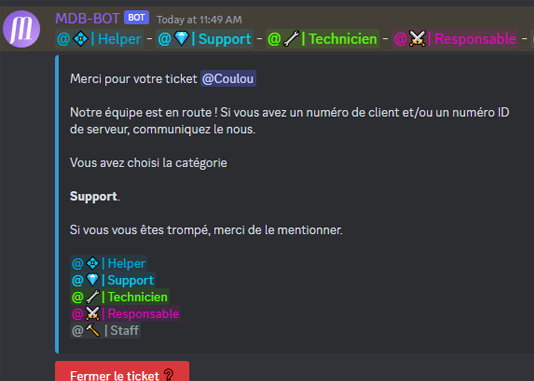 MDB-BOT BOT Today at 11:49 AM
@ | Helper - @ | Support - @ | Technicien - @ | Responsable -
Merci pour votre ticket @Coulou
Notre équipe est en route ! Si vous avez un numéro de client et/ou un numéro ID
de serveur, communiquez le nous.
Vous avez choisi la catégorie
Support.
Si vous vous êtes trompé, merci de le mentionner.
@ | Helper
@ | Support
@ | Technicien
@ | Responsable
@ | Staff
Fermer le ticket ?